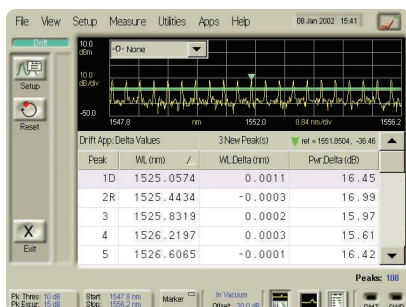 File View Setup Measure Utilities Apps Help 08 Jan 2002 15:41
Drift
Setup
Reset
Exit
10.0
dBm
-O- None
10.0
dB/div
-50.0
1547.8 nm 1552.0 0.84 nm/div 1556.2
Drift App: Delta Values 3 New Peak(s) ref = 1551.8504, -36.46
Peak WL (nm) / WL:Delta (nm) Pwr:Delta (dB)
1D 1525.0574 0.0011 16.45
2R 1525.4434 -0.0003 16.99
3 1525.8319 0.0002 15.97
4 1526.2197 0.0003 15.61
5 1526.6065 -0.0001 16.42
Peaks: 108
Pk Thres: 10 dB
Pk Excur: 15 dB
Start: 1547.8 nm
Stop: 1556.2 nm
Marker
In Vacuum
Offset: